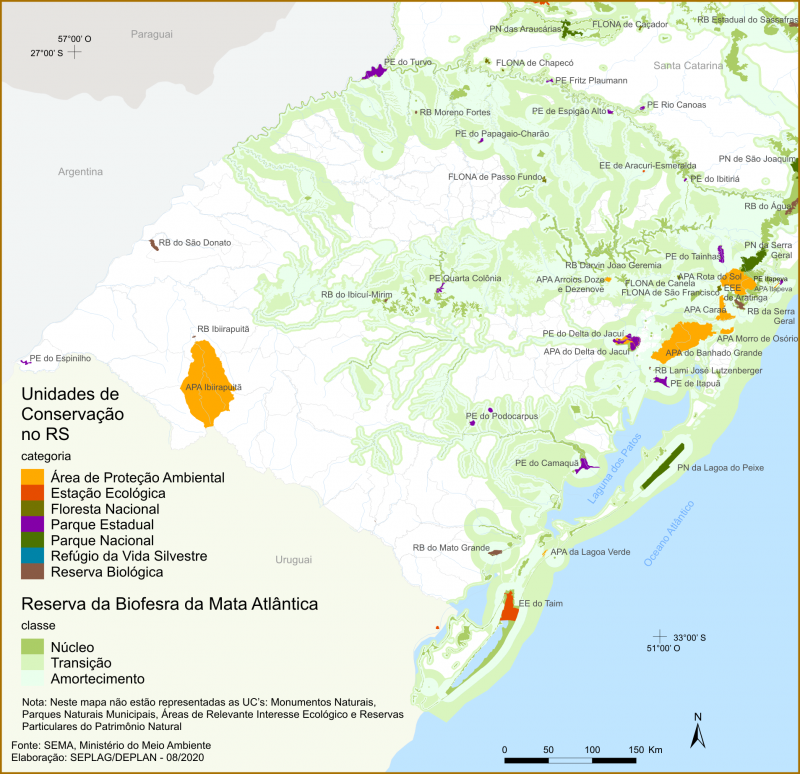 57°00' O
27°00' S
Paraguai
PN das Araucárias
FLONA de Caçador
RB Estadual do Sassafras
PE do Turvo
FLONA de Chapecó
Santa Catarina
PE Fritz Plaumann
RB Moreno Fortes
PE de Espigão Alto
PE Rio Canoas
PE do Papagaio-Charão
Argentina
FLONA de Passo Fundo
EE de Aracuri-Esmeralda
PN de São Joaquim
PE do Ibitiriá
RB do Aguaí
RB do São Donato
PE do Tainhas
PN da Serra
Geral
RB Darvin Joao Geremia
PE Quarta Colônia
APA Arroios Doze
e Dezenove
FLONA de Canela
FLONA de São Francisco
APA Rota do Sol
EEE
de Aratinga
PE Itapeva
APA Itapeva
RB do Ibicuí-Mirim
APA Caraá
RB da Serra
Geral
RB Ibiirapuitã
PE do Delta do Jacuí
APA do Delta do Jacuí
APA Morro de Osório
APA do Banhado Grande
PE do Espinilho
APA Ibiirapuitã
RB Lami José Lutzenberger
PE de Itapuã
PE do Podocarpus
PE do Camaquã
Laguna dos Patos
PN da Lagoa do Peixe
Oceano Atlântico
RB do Mato Grande
APA da Lagoa Verde
Uruguai
EE do Taim
33°00' S
51°00' O
Unidades de
Conservação
no RS
categoria
Área de Proteção Ambiental
Estação Ecológica
Floresta Nacional
Parque Estadual
Parque Nacional
Refúgio da Vida Silvestre
Reserva Biológica
Reserva da Biofesra da Mata Atlântica
classe
Núcleo
Transição
Amortecimento
Nota: Neste mapa não estão representadas as UC's: Monumentos Naturais,
Parques Naturais Municipais, Áreas de Relevante Interesse Ecológico e Reservas
Particulares do Patrimônio Natural
Fonte: SEMA, Ministério do Meio Ambiente
Elaboração: SEPLAG/DEPLAN - 08/2020
N
0 50 100 150 Km